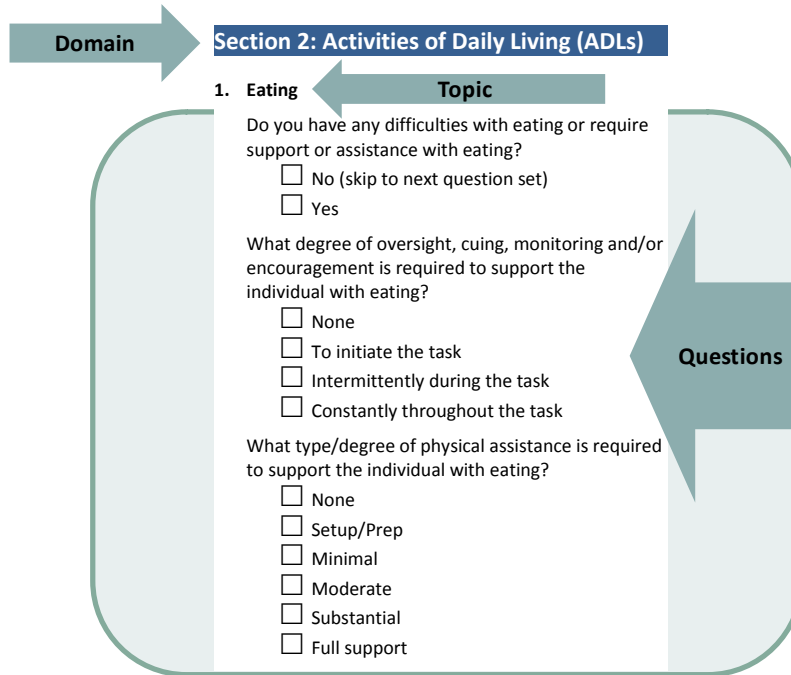 Domain
Section 2: Activities of Daily Living (ADLs)
1. Eating
Topic
Do you have any difficulties with eating or require
support or assistance with eating?
No (skip to next question set)
Yes
What degree of oversight, cuing, monitoring and/or
encouragement is required to support the
individual with eating?
None
To initiate the task
Intermittently during the task
Constantly throughout the task
Questions
What type/degree of physical assistance is required
to support the individual with eating?
None
Setup/Prep
Minimal
Moderate
Substantial
Full support